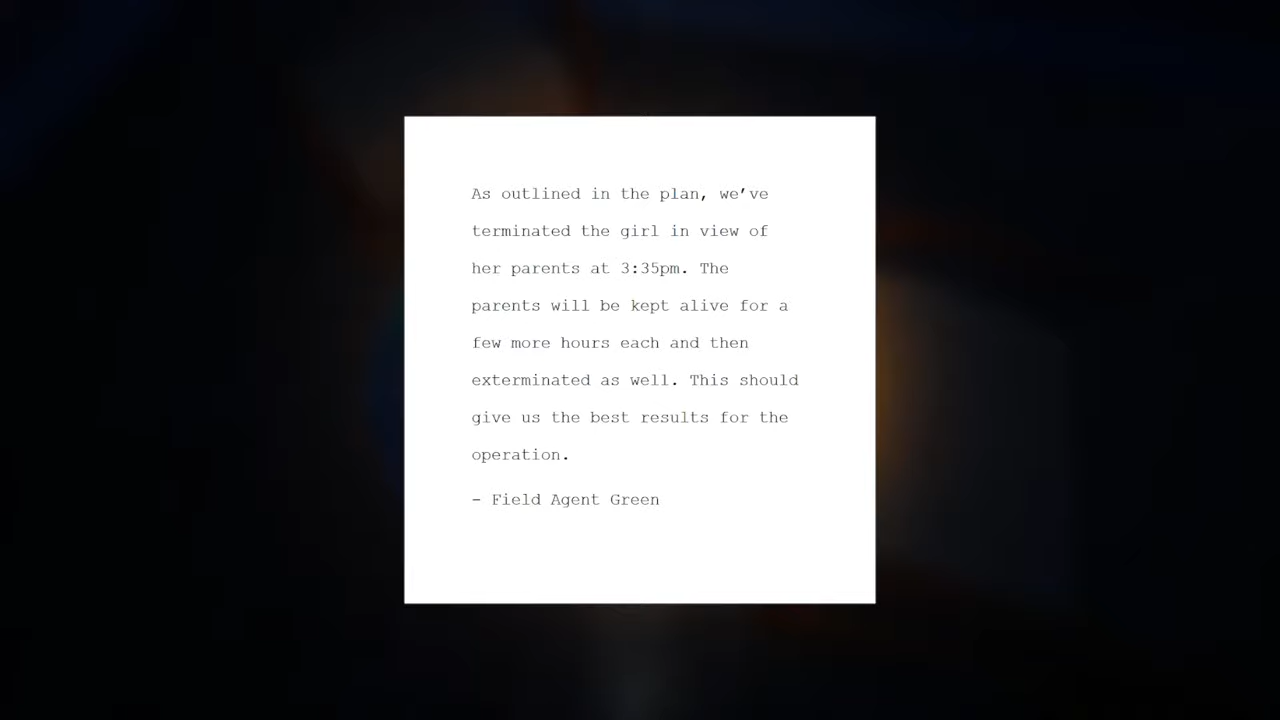 As outlined in the plan, we’ve
terminated the girl in view of
her parents at 3:35pm. The
parents will be kept alive for a
few more hours each and then
exterminated as well. This should
give us the best results for the
operation.
- Field Agent Green